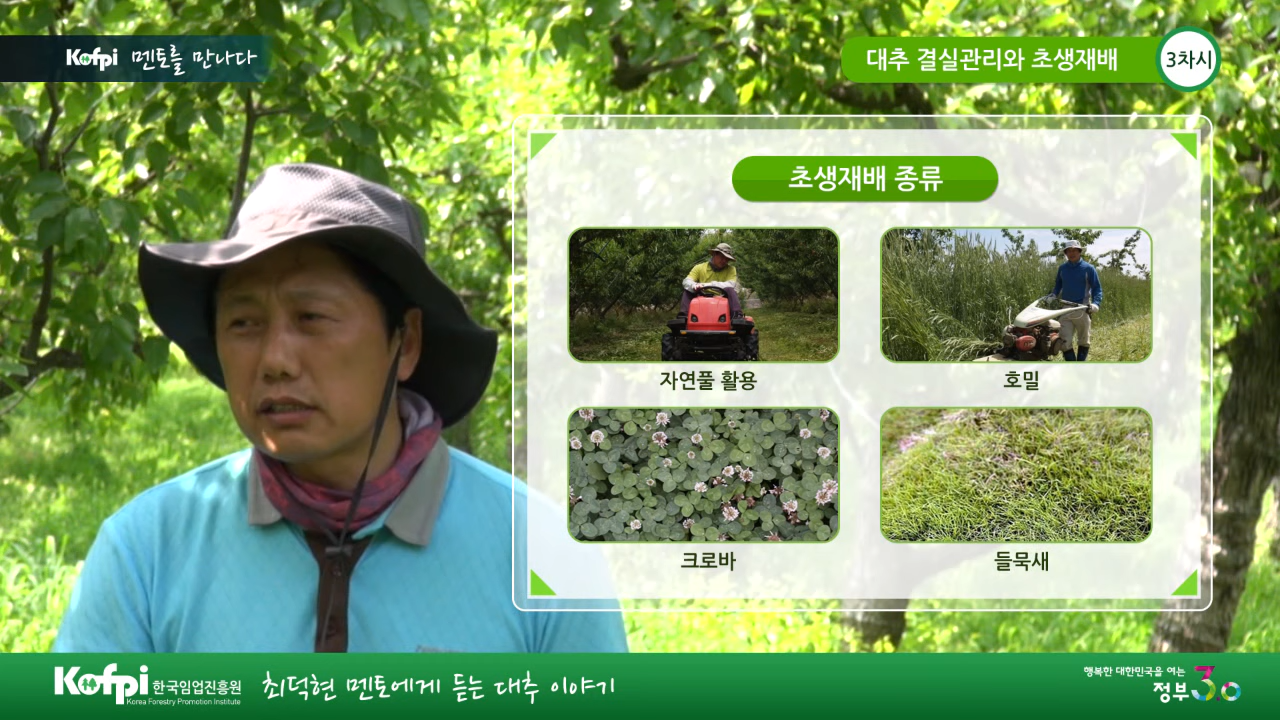 Kofpi 멘토를 만나다
대추 결실관리와 초생재배
3차시
초생재배 종류
자연풀 활용
호밀
크로바
들묵새
Kofpi 한국임업진흥원
Korea Forestry Promotion Institute
최덕현 멘토에게 듣는 대추 이야기
행복한 대한민국을 여는
정부3.0